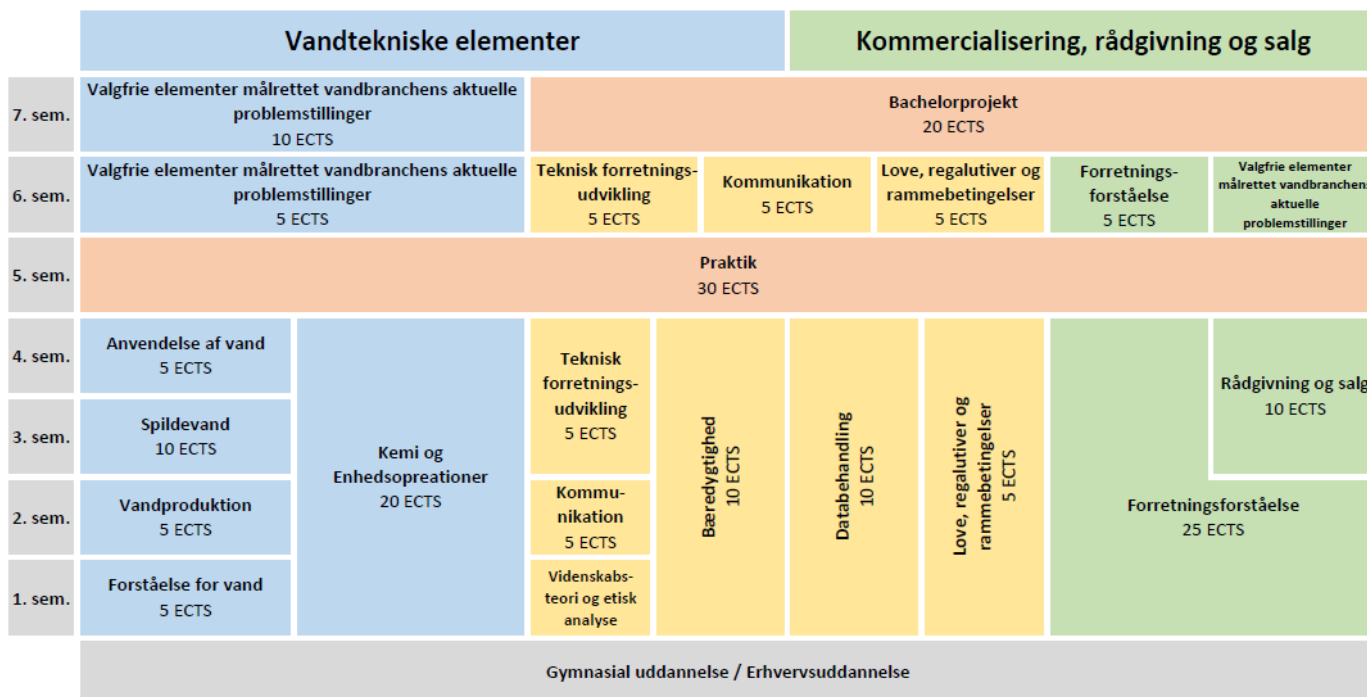 Vandtekniske elementer
Kommercialisering, rådgivning og salg
7. sem.
Valgfrie elementer målrettet vandbranchens aktuelle
problemstillinger
10 ECTS
Bachelorprojekt
20 ECTS
6. sem.
Valgfrie elementer målrettet vandbranchens aktuelle
problemstillinger
5 ECTS
Teknisk forretnings-
udvikling
5 ECTS
Kommunikation
5 ECTS
Love, regalutiver og
rammebetingelser
5 ECTS
Forretnings-
forståelse
5 ECTS
Valgfrie elementer
målrettet vandbranchens
aktuelle
problemstillinger
5. sem.
Praktik
30 ECTS
4. sem.
Anvendelse af vand
5 ECTS
3. sem.
Spildevand
10 ECTS
2. sem.
Vandproduktion
5 ECTS
1. sem.
Forståelse for vand
5 ECTS
Kemi og
Enhedsopreationer
20 ECTS
Teknisk
forretnings-
udvikling
5 ECTS
Kommu-
nikation
5 ECTS
Videnskabs-
teori og etisk
analyse
Bæredygtighed
10 ECTS
Databehandling
10 ECTS
Love, regalutiver og
rammebetingelser
5 ECTS
Rådgivning og salg
10 ECTS
Forretningsforståelse
25 ECTS
Gymnasial uddannelse / Erhvervsuddannelse